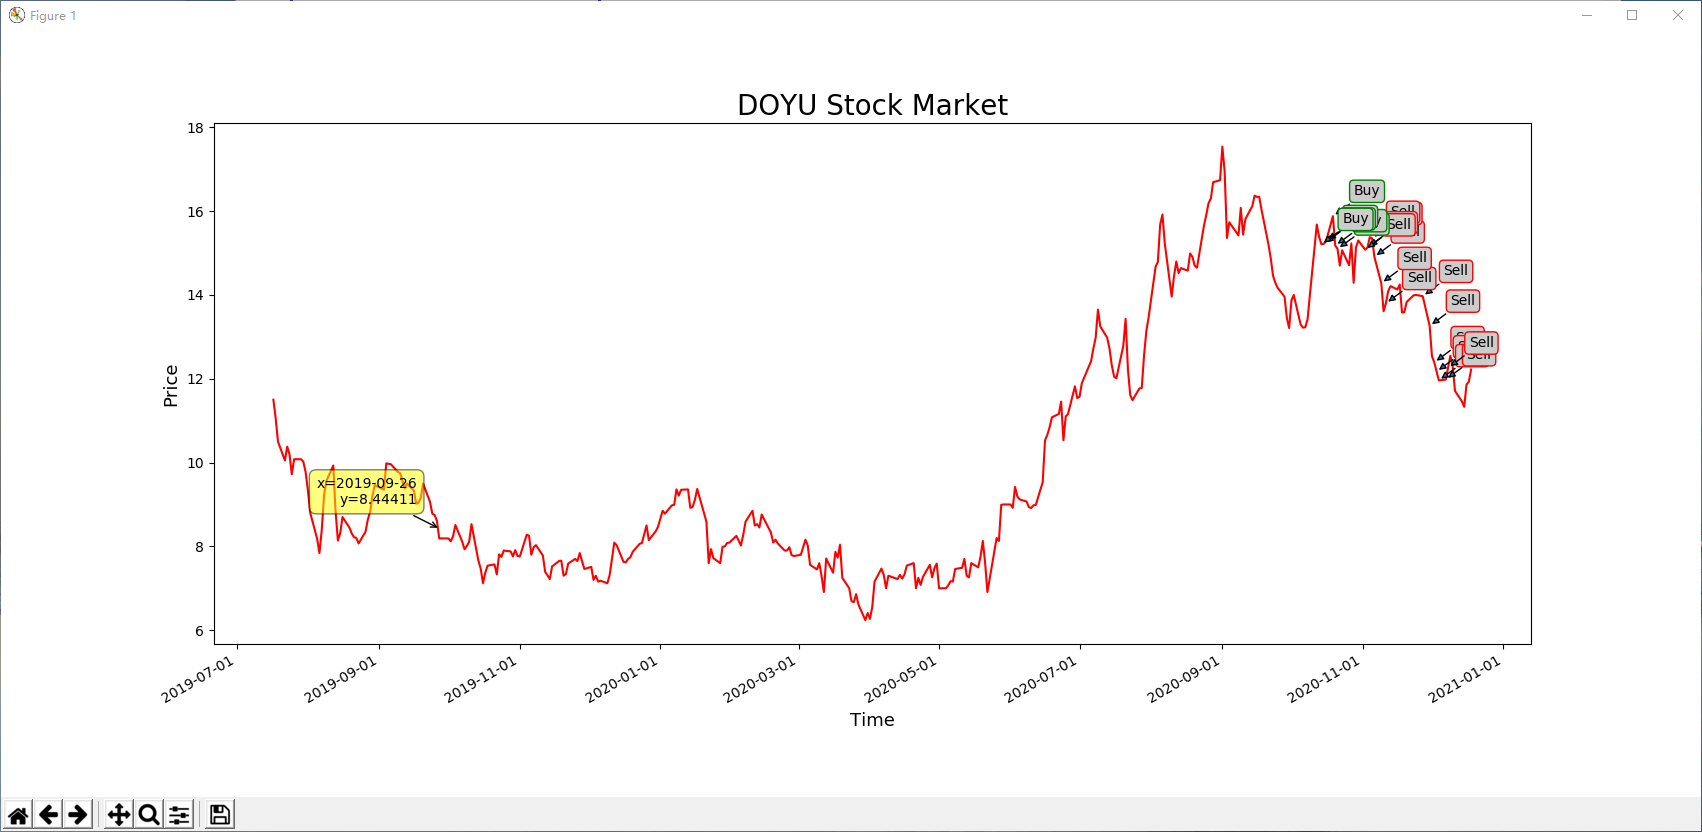 Figure 1
DOYU Stock Market
18
16
14
12
10
8
6
Price
Buy
Buy
Sell
Sell
Sell
Sell
Sell
Sell
Sell
Sell
x=2019-09-26
y=8.44411
2019-07-01
2019-09-01
2019-11-01
2020-01-01
2020-03-01
2020-05-01
2020-07-01
2020-09-01
2020-11-01
2021-01-01
Time